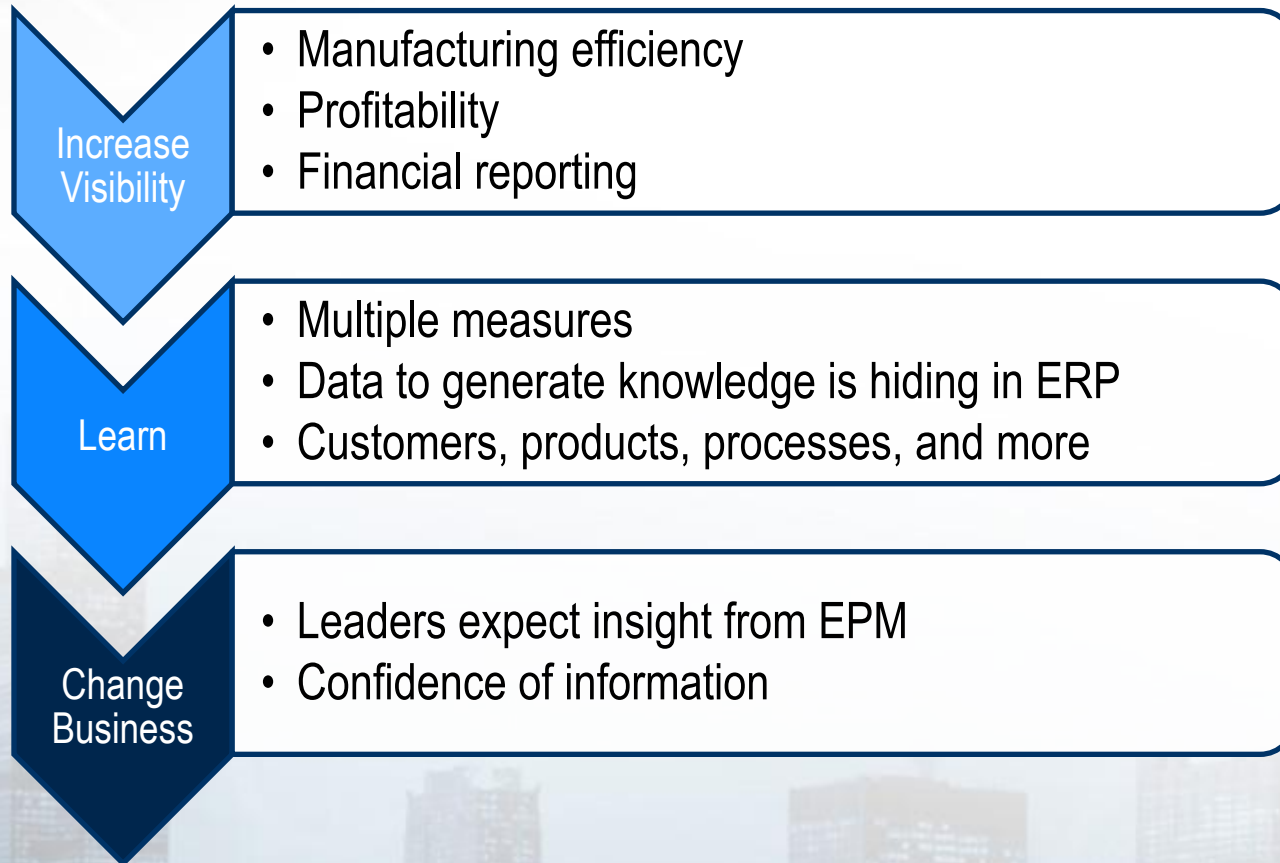 Increase
Visibility
• Manufacturing efficiency
• Profitability
• Financial reporting
Learn
• Multiple measures
• Data to generate knowledge is hiding in ERP
• Customers, products, processes, and more
Change
Business
• Leaders expect insight from EPM
• Confidence of information